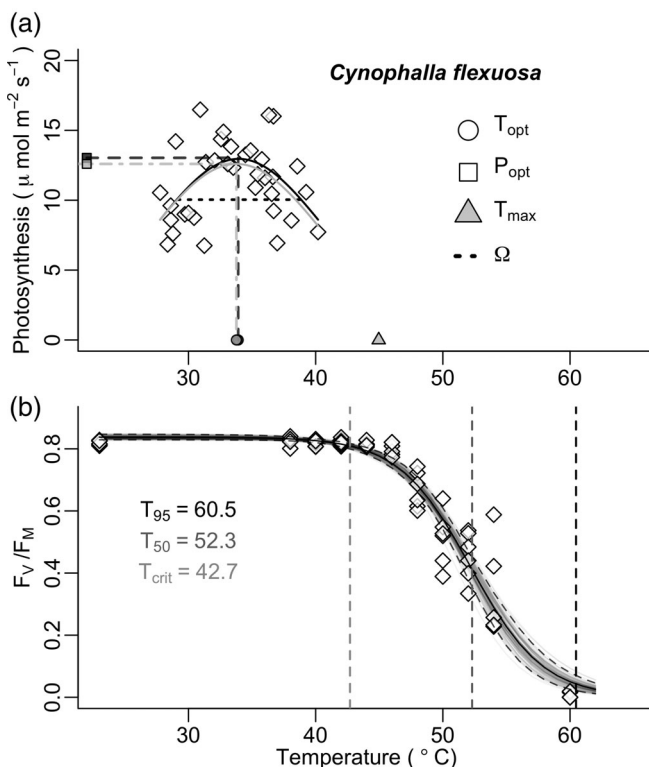 (a)
Photosynthesis ( μ mol m⁻² s⁻¹)
20
15
10
5
0
Cynophalla flexuosa
T_opt
P_opt
T_max
Ω
30 40 50 60
(b)
F_V/F_M
0.8
0.6
0.4
0.2
0.0
T_95 = 60.5
T_50 = 52.3
T_crit = 42.7
30 40 50 60
Temperature ( ° C)